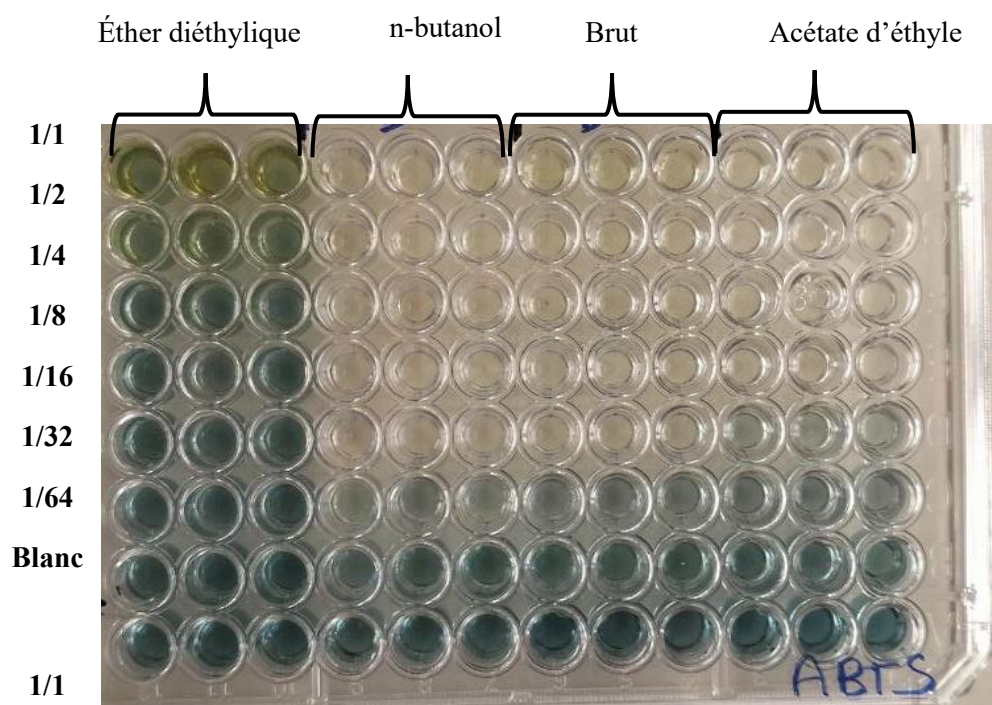 Éther diéthylique n-butanol Brut Acétate d’éthyle
1/1
1/2
1/4
1/8
1/16
1/32
1/64
Blanc
1/1
ABTS